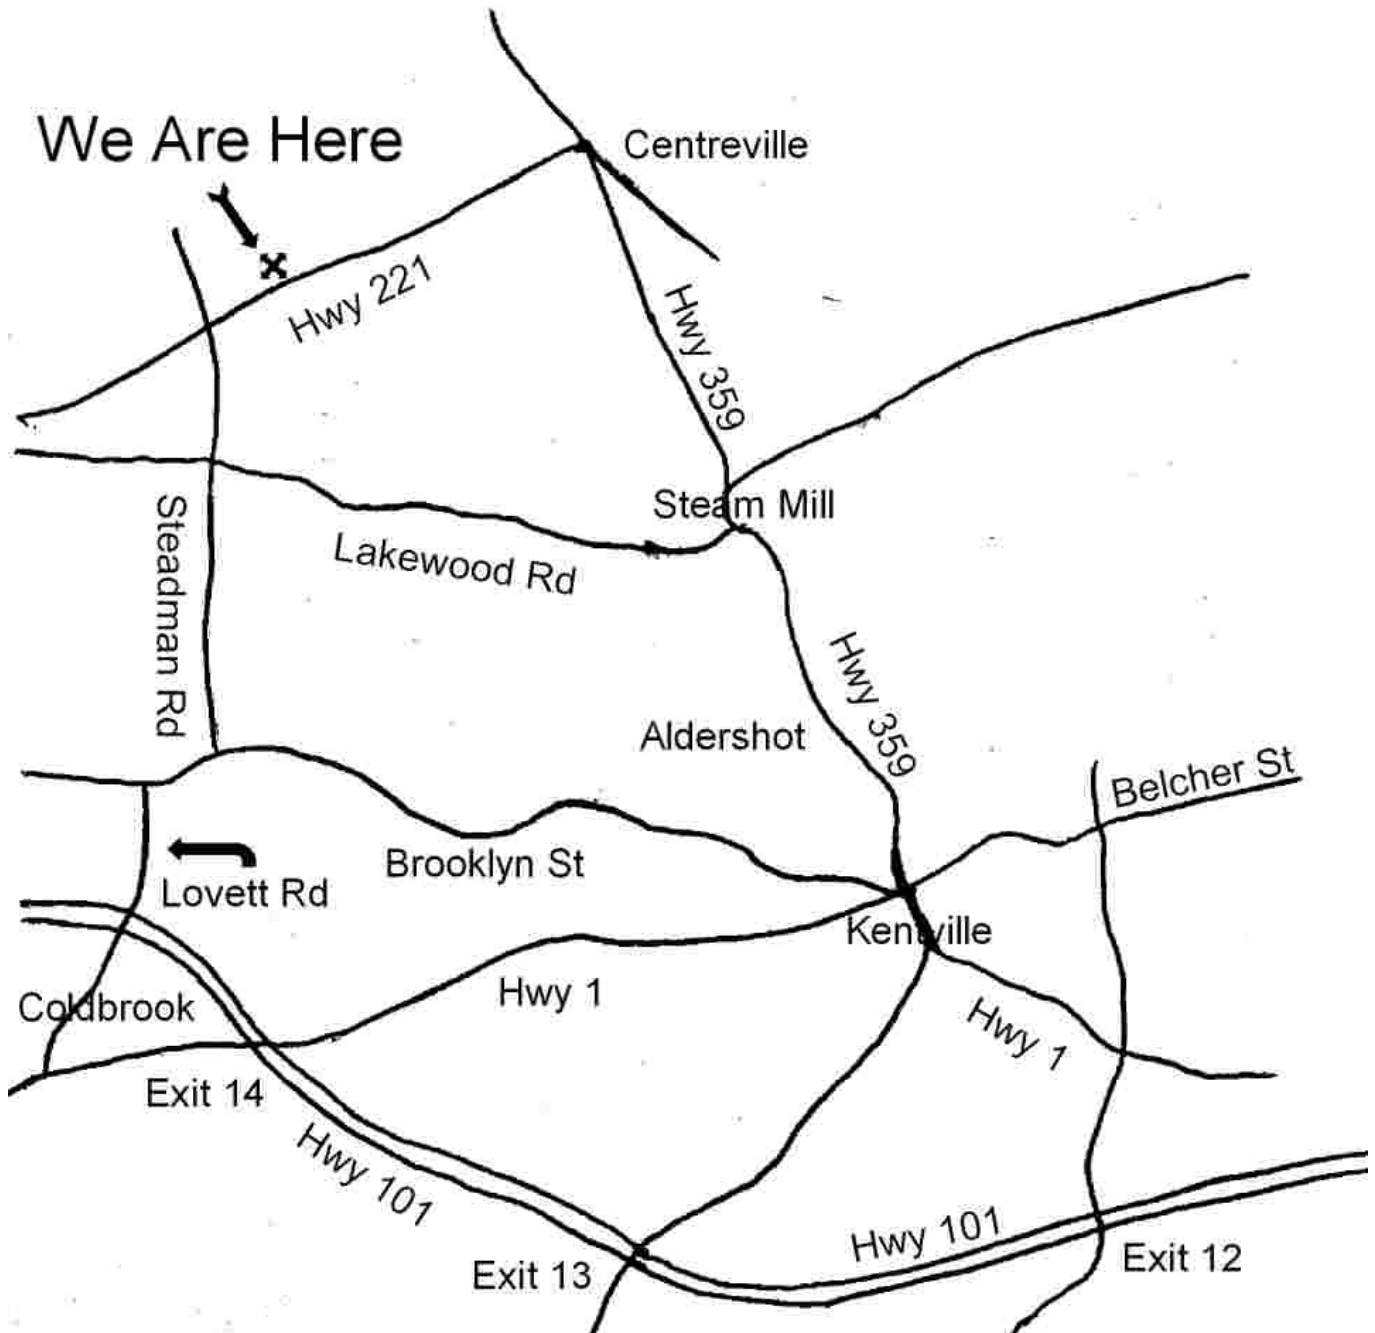 We Are Here
Centreville
Hwy 221
Hwy 359
Steam Mill
Lakewood Rd
Steadman Rd
Hwy 359
Aldershot
Belcher St
Brooklyn St
Lovett Rd
Kentville
Hwy 1
Coldbrook
Hwy 1
Exit 14
Hwy 101
Hwy 101
Exit 13
Exit 12